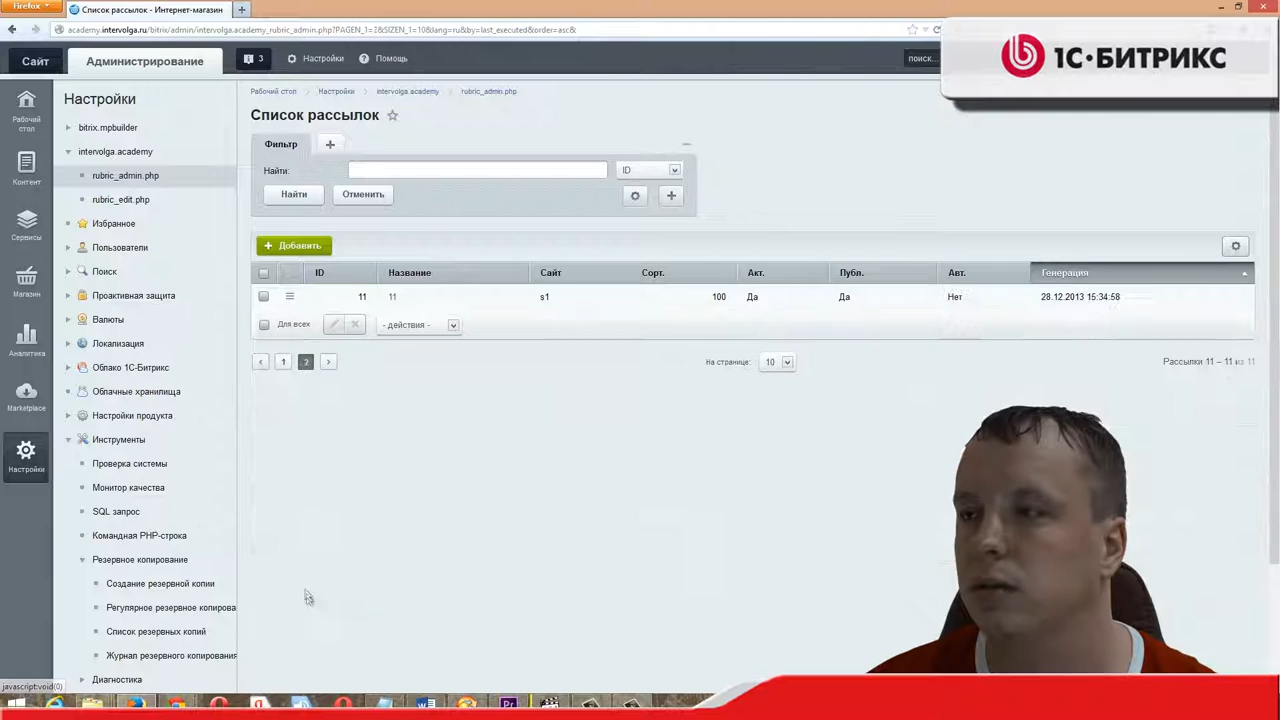 Firefox
Список рассылок - Интернет-магазин
academy.intervolga.ru/bitrix/admin/intervolga.academy_rubric_admin.php?PAGEN_1=2&SIZEN_1=10&lang=ru&by=last_executed&order=asc&
1С·БИТРИКС
Сайт
Администрирование
3
Настройки
Помощь
поиск...
Рабочий стол
Настройки
intervolga.academy
rubric_admin.php
Список рассылок
Фильтр
Найти:
ID
Найти
Отменить
Добавить
ID Название Сайт Сорт. Акт. Публ. Авт. Генерация
11 11 s1 100 Да Да Нет 28.12.2013 15:34:58
Для всех
- действия -
1 2
На странице:
10
Рассылки 11 – 11 из 11
Рабочий стол
Контент
Сервисы
Магазин
Аналитика
Marketplace
Настройки
Настройки
bitrix.mpbuilder
intervolga.academy
rubric_admin.php
rubric_edit.php
Избранное
Пользователи
Поиск
Проактивная защита
Валюты
Локализация
Облако 1С-Битрикс
Облачные хранилища
Настройки продукта
Инструменты
Проверка системы
Монитор качества
SQL запрос
Командная PHP-строка
Резервное копирование
Создание резервной копии
Регулярное резервное копирова
Список резервных копий
Журнал резервного копирования
Диагностика
javascript:void(0)
Pr